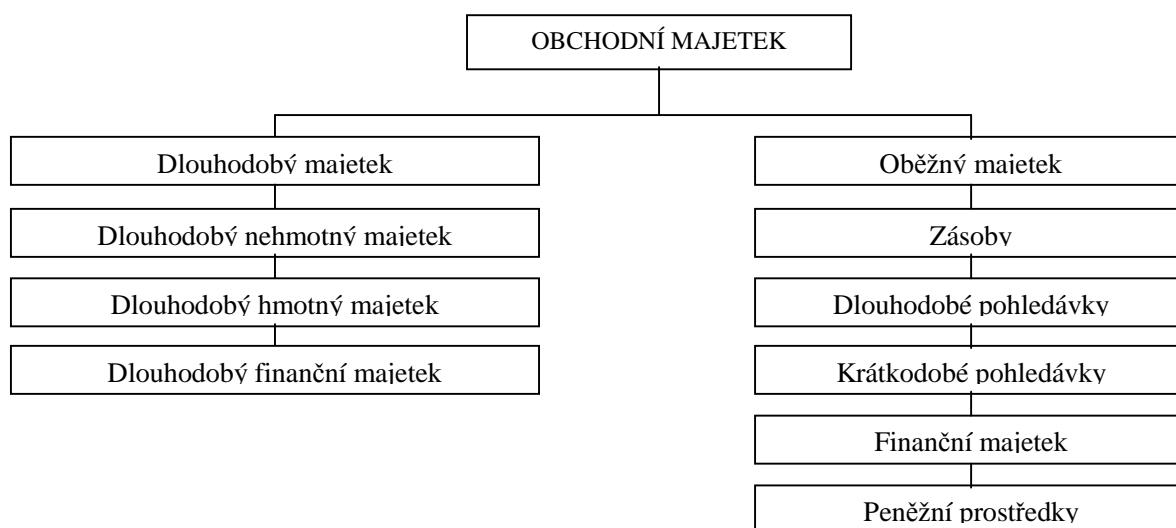 OBCHODNÍ MAJETEK
Dlouhodobý majetek
Dlouhodobý nehmotný majetek
Dlouhodobý hmotný majetek
Dlouhodobý finanční majetek
Oběžný majetek
Zásoby
Dlouhodobé pohledávky
Krátkodobé pohledávky
Finanční majetek
Peněžní prostředky